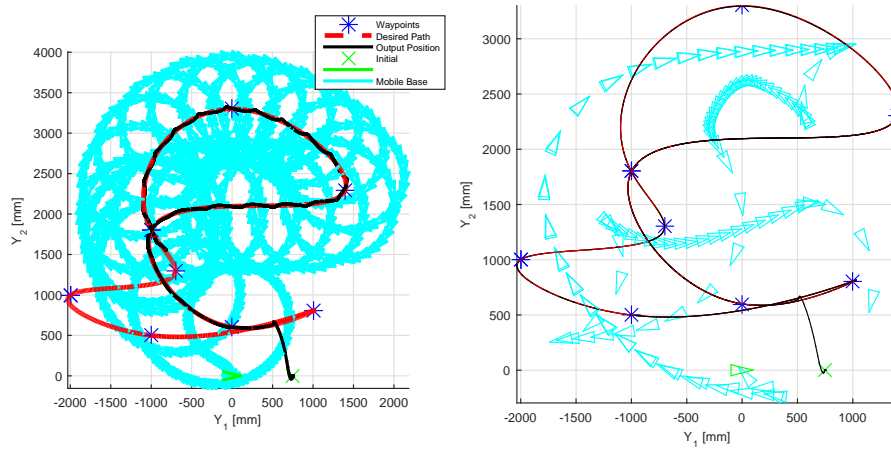 Waypoints
Desired Path
Output Position
Initial
Mobile Base
4000
3500
3000
2500
2000
1500
1000
500
0
Y2 [mm]
-2000 -1500 -1000 -500 0 500 1000 1500 2000
Y1 [mm]
3000
2500
2000
1500
1000
500
0
Y2 [mm]
-2000 -1500 -1000 -500 0 500 1000
Y1 [mm]